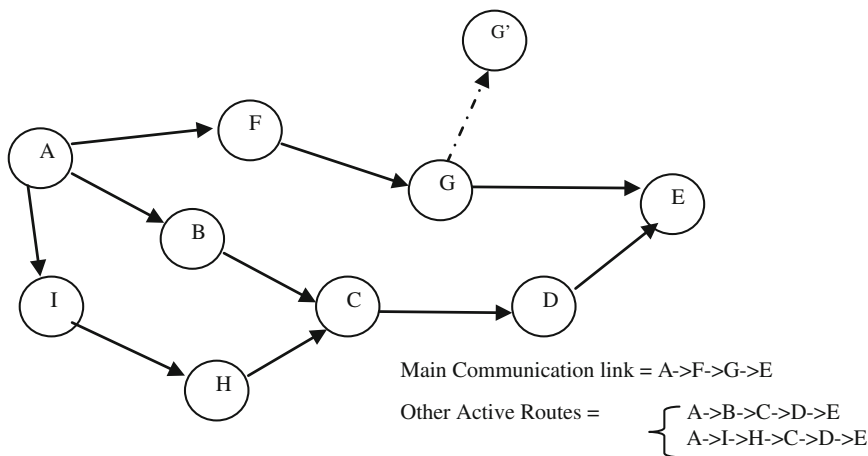 G’
F
A
G
E
B
I
C
D
H
Main Communication link = A->F->G->E
Other Active Routes =
A->B->C->D->E
A->I->H->C->D->E